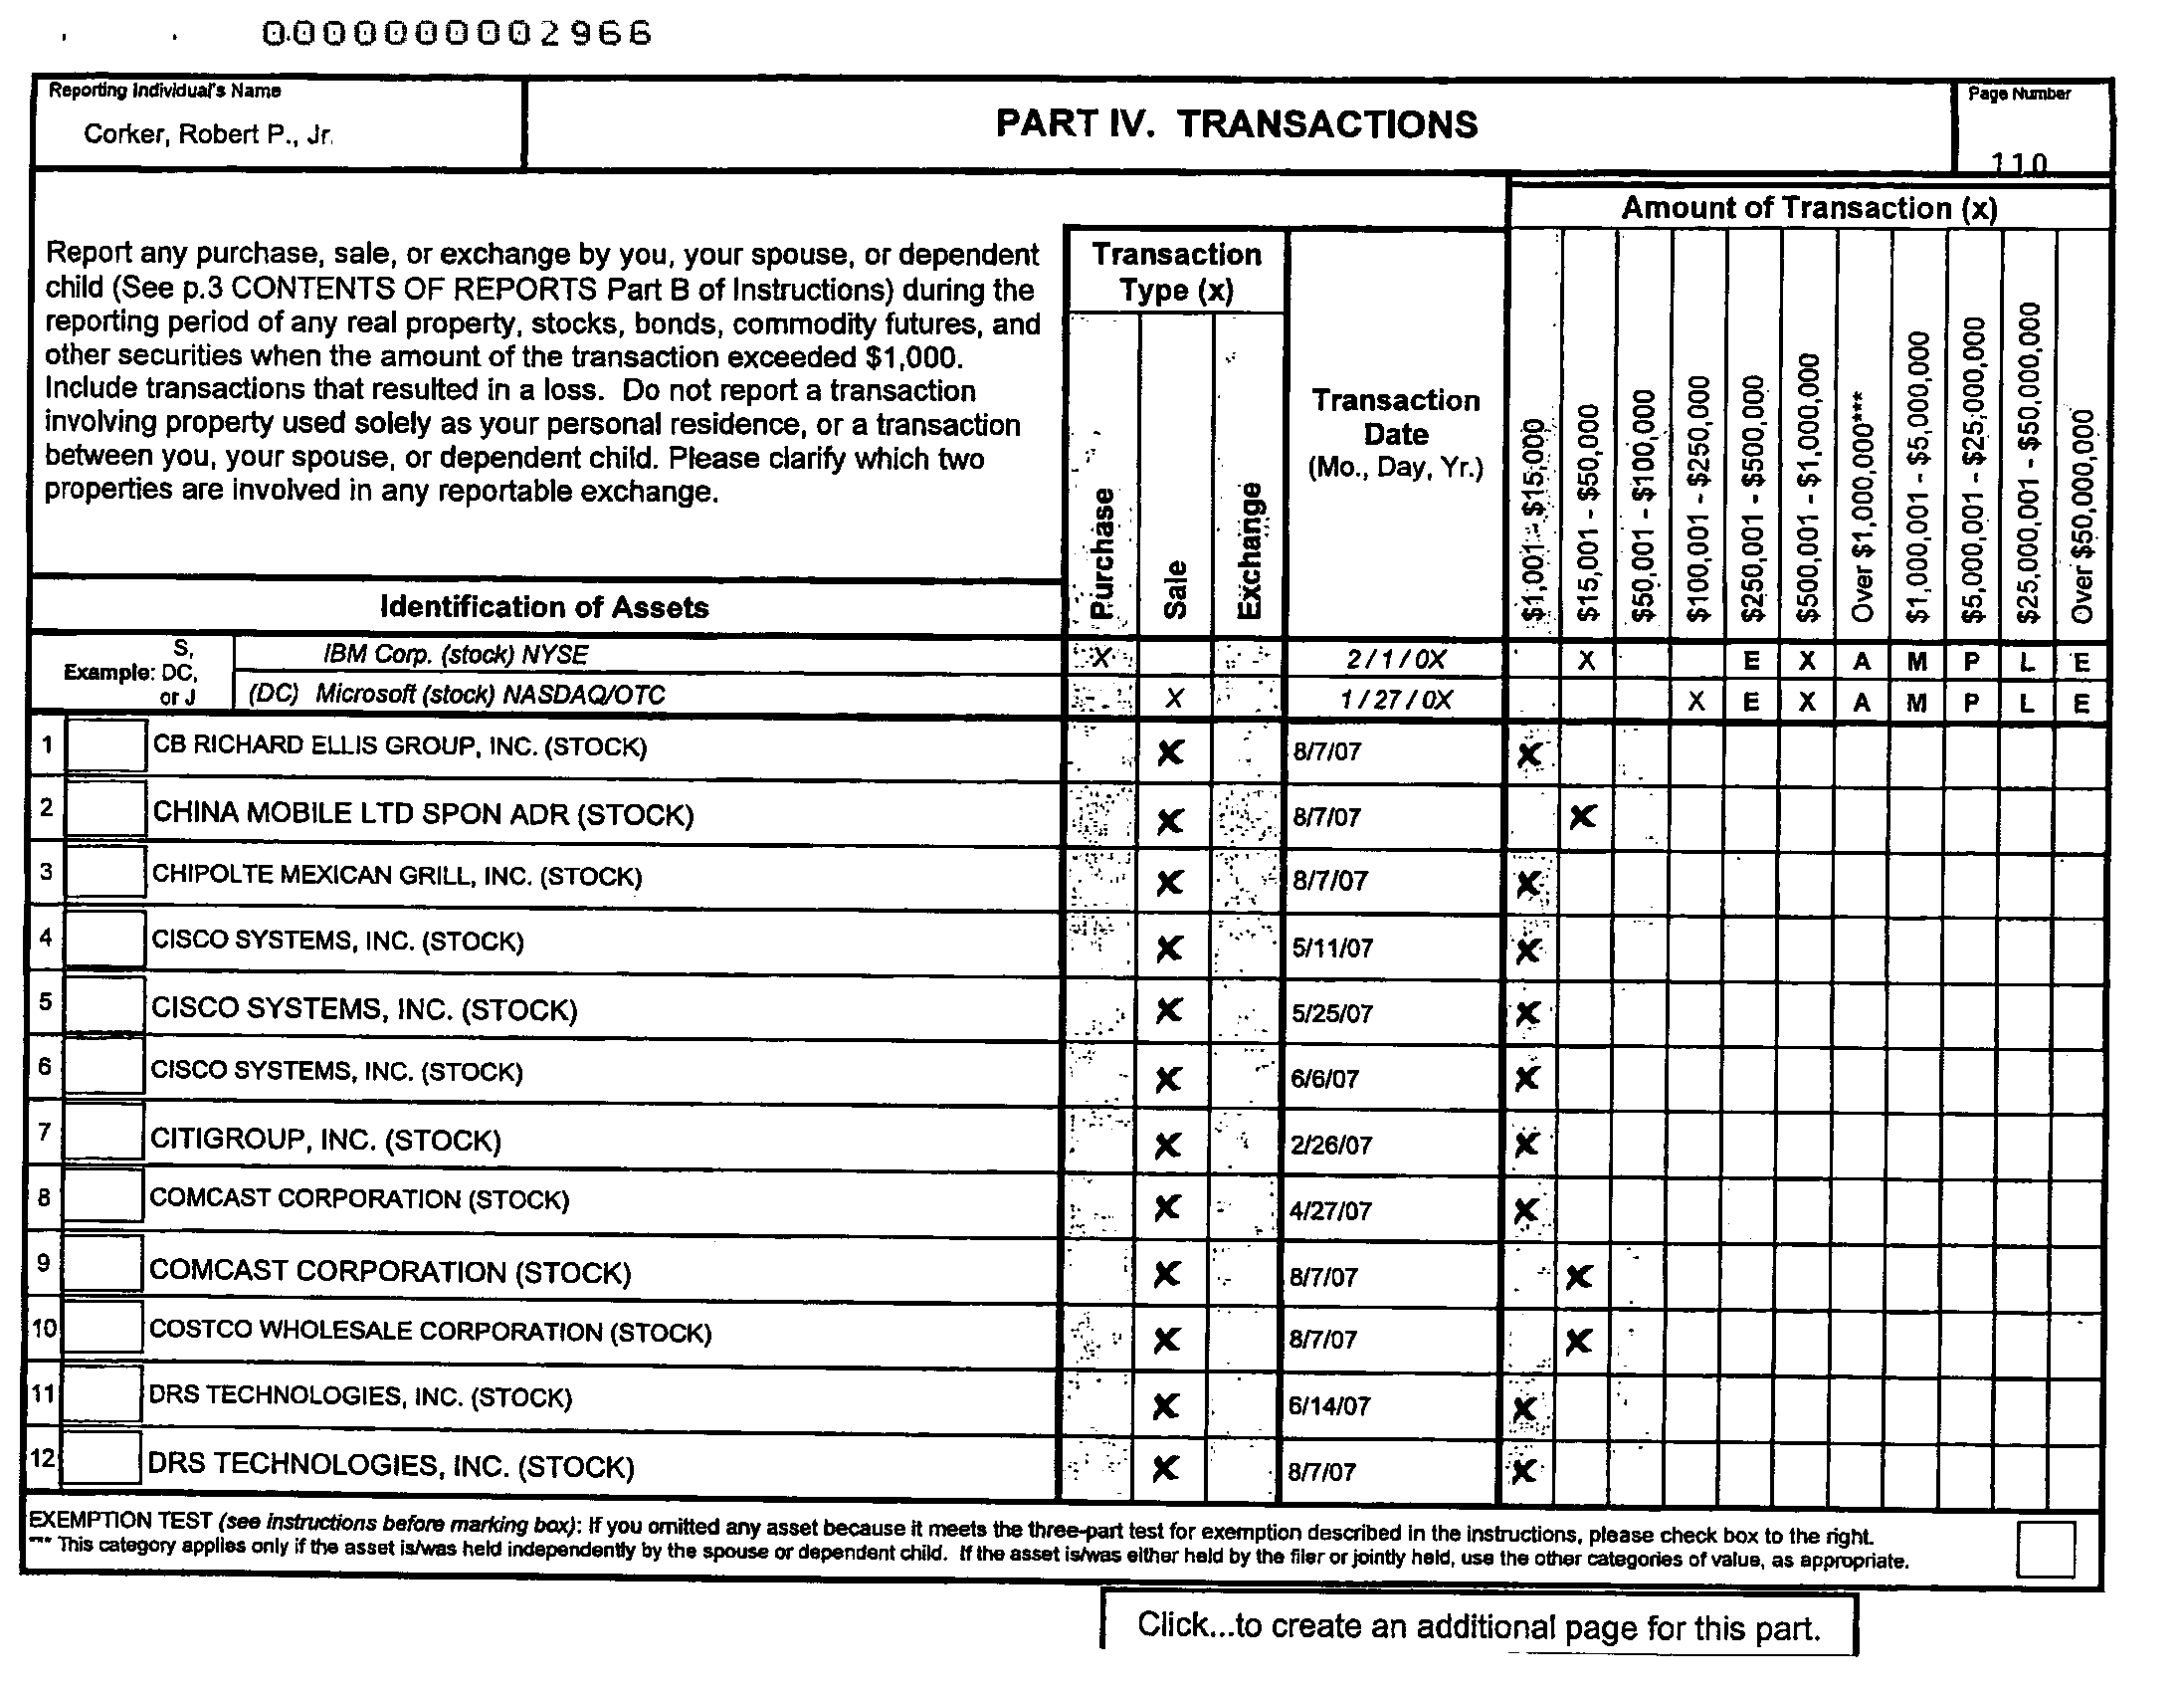 0000000002966
Reporting Individual's Name
Corker, Robert P., Jr.
PART IV. TRANSACTIONS
Page Number
110
Report any purchase, sale, or exchange by you, your spouse, or dependent
child (See p.3 CONTENTS OF REPORTS Part B of Instructions) during the
reporting period of any real property, stocks, bonds, commodity futures, and
other securities when the amount of the transaction exceeded $1,000.
Include transactions that resulted in a loss. Do not report a transaction
involving property used solely as your personal residence, or a transaction
between you, your spouse, or dependent child. Please clarify which two
properties are involved in any reportable exchange.
Identification of Assets
Transaction
Type (x)
Purchase
Sale
Exchange
Transaction
Date
(Mo., Day, Yr.)
Amount of Transaction (x)
$1,001 - $15,000
$15,001 - $50,000
$50,001 - $100,000
$100,001 - $250,000
$250,001 - $500,000
$500,001 - $1,000,000
Over $1,000,000***
$1,000,001 - $5,000,000
$5,000,001 - $25,000,000
$25,000,001 - $50,000,000
Over $50,000,000
S,
Example: DC,
or J
IBM Corp. (stock) NYSE X 2 / 1 / 0X X E X A M P L E
(DC) Microsoft (stock) NASDAQ/OTC X 1 / 27 / 0X X E X A M P L E
1 CB RICHARD ELLIS GROUP, INC. (STOCK) X 8/7/07 X
2 CHINA MOBILE LTD SPON ADR (STOCK) X 8/7/07 X
3 CHIPOLTE MEXICAN GRILL, INC. (STOCK) X 8/7/07 X
4 CISCO SYSTEMS, INC. (STOCK) X 5/11/07 X
5 CISCO SYSTEMS, INC. (STOCK) X 5/25/07 X
6 CISCO SYSTEMS, INC. (STOCK) X 6/6/07 X
7 CITIGROUP, INC. (STOCK) X 2/26/07 X
8 COMCAST CORPORATION (STOCK) X 4/27/07 X
9 COMCAST CORPORATION (STOCK) X 8/7/07 X
10 COSTCO WHOLESALE CORPORATION (STOCK) X 8/7/07 X
11 DRS TECHNOLOGIES, INC. (STOCK) X 6/14/07 X
12 DRS TECHNOLOGIES, INC. (STOCK) X 8/7/07 X
EXEMPTION TEST (see instructions before marking box): If you omitted any asset because it meets the three-part test for exemption described in the instructions, please check box to the right.
*** This category applies only if the asset is/was held independently by the spouse or dependent child. If the asset is/was either held by the filer or jointly held, use the other categories of value, as appropriate.
Click...to create an additional page for this part.